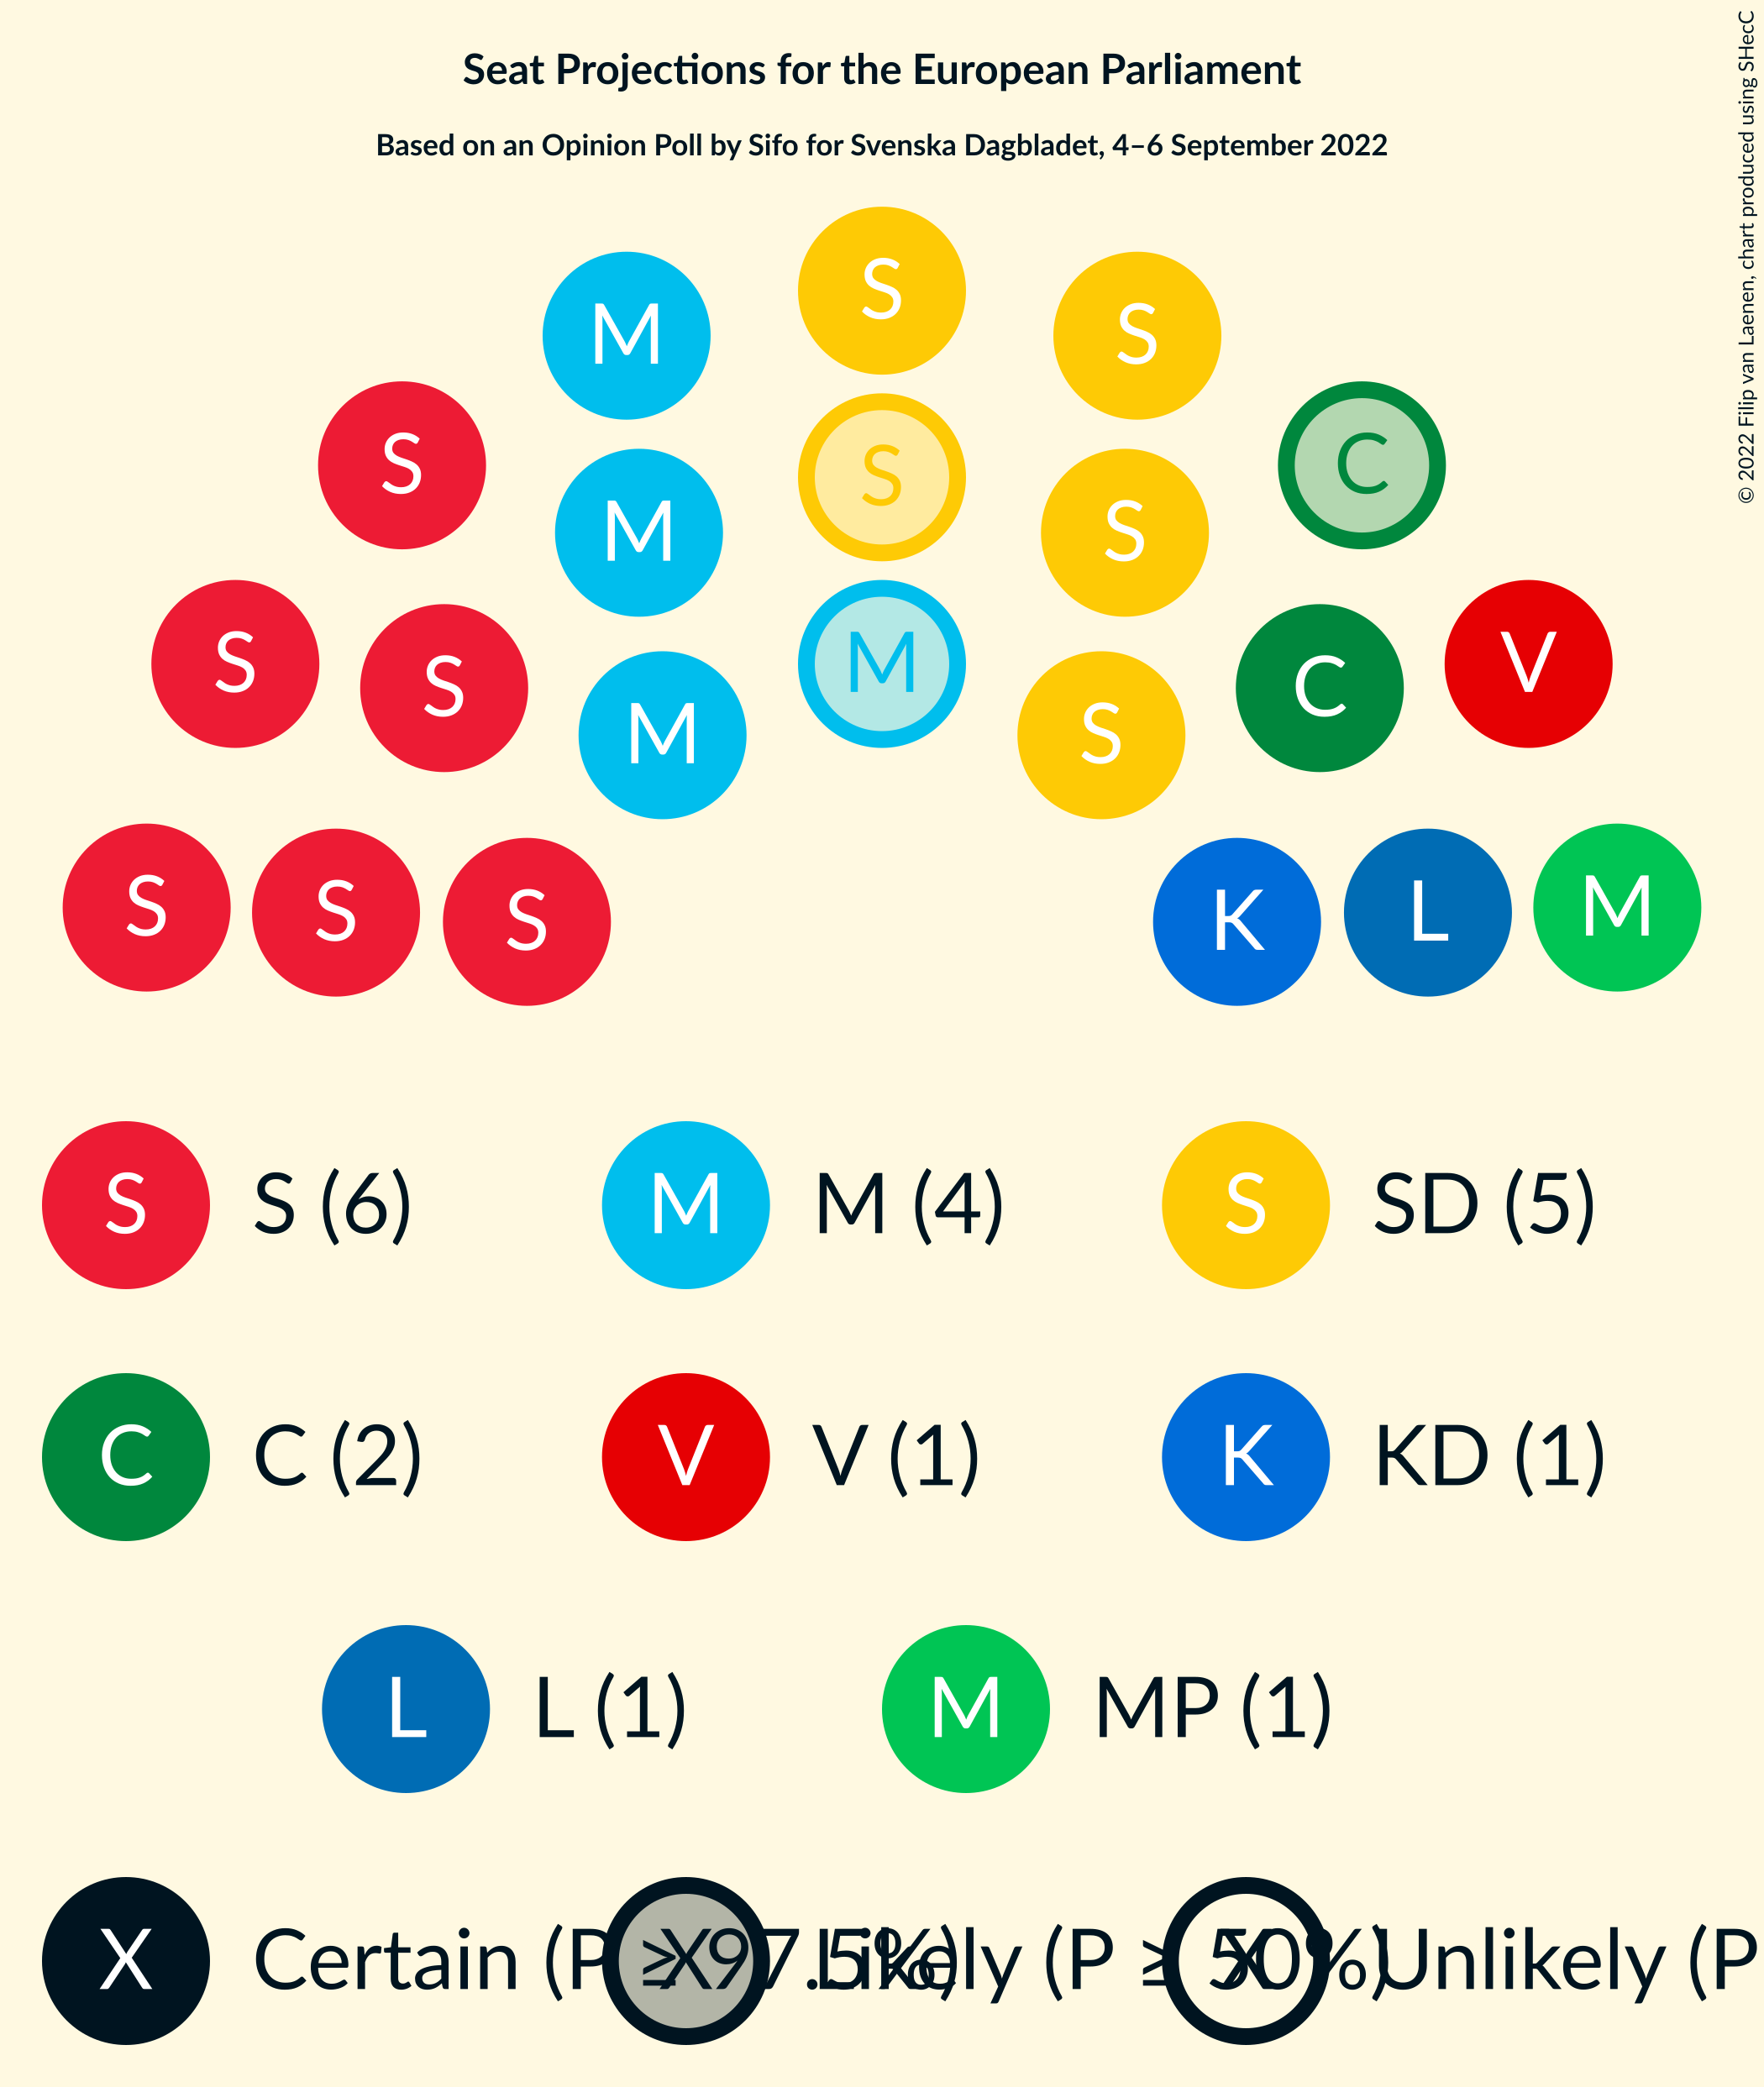 Seat Projections for the European Parliament
Based on an Opinion Poll by Sifo for Svenska Dagbladet, 4–6 September 2022
© 2022 Filip van Laenen, chart produced using SHecC
S
M S
S S C
M S
S M V
S C
M S
S S S K L M
S S (6) M M (4) S SD (5)
C C (2) V V (1) K KD (1)
L L (1) M MP (1)
X Certain (P ≥ 97.5%) X Likely (P ≥ 50%) X Unlikely (P